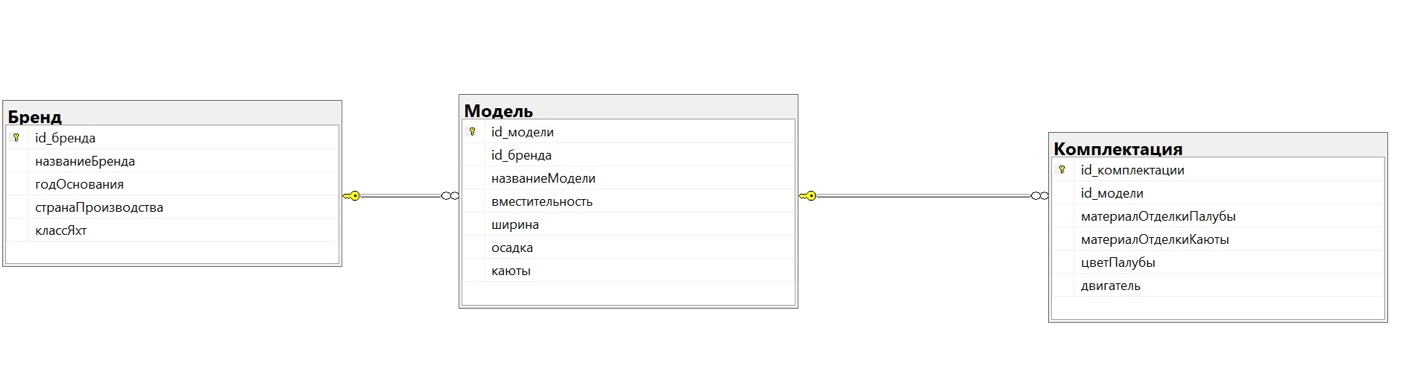 Бренд
id_бренда
названиеБренда
годОснования
странаПроизводства
классЯхт
Модель
id_модели
id_бренда
названиеМодели
вместительность
ширина
осадка
каюты
Комплектация
id_комплектации
id_модели
материалОтделкиПалубы
материалОтделкиКаюты
цветПалубы
двигатель